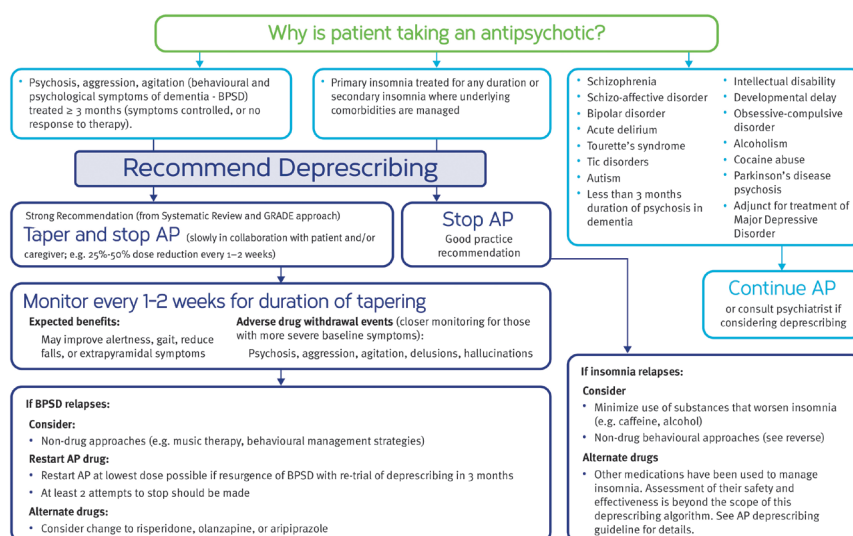 Why is patient taking an antipsychotic?
• Psychosis, aggression, agitation (behavioural and
psychological symptoms of dementia - BPSD)
treated ≥ 3 months (symptoms controlled, or no
response to therapy).
• Primary insomnia treated for any duration or
secondary insomnia where underlying
comorbidities are managed
• Schizophrenia
• Schizo-affective disorder
• Bipolar disorder
• Acute delirium
• Tourette's syndrome
• Tic disorders
• Autism
• Less than 3 months
duration of psychosis in
dementia
• Intellectual disability
• Developmental delay
• Obsessive-compulsive
disorder
• Alcoholism
• Cocaine abuse
• Parkinson's disease
psychosis
• Adjunct for treatment of
Major Depressive
Disorder
Recommend Deprescribing
Strong Recommendation (from Systematic Review and GRADE approach)
Taper and stop AP (slowly in collaboration with patient and/or
caregiver; e.g. 25%-50% dose reduction every 1–2 weeks)
Stop AP
Good practice
recommendation
Continue AP
or consult psychiatrist if
considering deprescribing
Monitor every 1-2 weeks for duration of tapering
Expected benefits:
May improve alertness, gait, reduce
falls, or extrapyramidal symptoms
Adverse drug withdrawal events (closer monitoring for those
with more severe baseline symptoms):
Psychosis, aggression, agitation, delusions, hallucinations
If BPSD relapses:
Consider:
• Non-drug approaches (e.g. music therapy, behavioural management strategies)
Restart AP drug:
• Restart AP at lowest dose possible if resurgence of BPSD with re-trial of deprescribing in 3 months
• At least 2 attempts to stop should be made
Alternate drugs:
• Consider change to risperidone, olanzapine, or aripiprazole
If insomnia relapses:
Consider
• Minimize use of substances that worsen insomnia
(e.g. caffeine, alcohol)
• Non-drug behavioural approaches (see reverse)
Alternate drugs
• Other medications have been used to manage
insomnia. Assessment of their safety and
effectiveness is beyond the scope of this
deprescribing algorithm. See AP deprescribing
guideline for details.